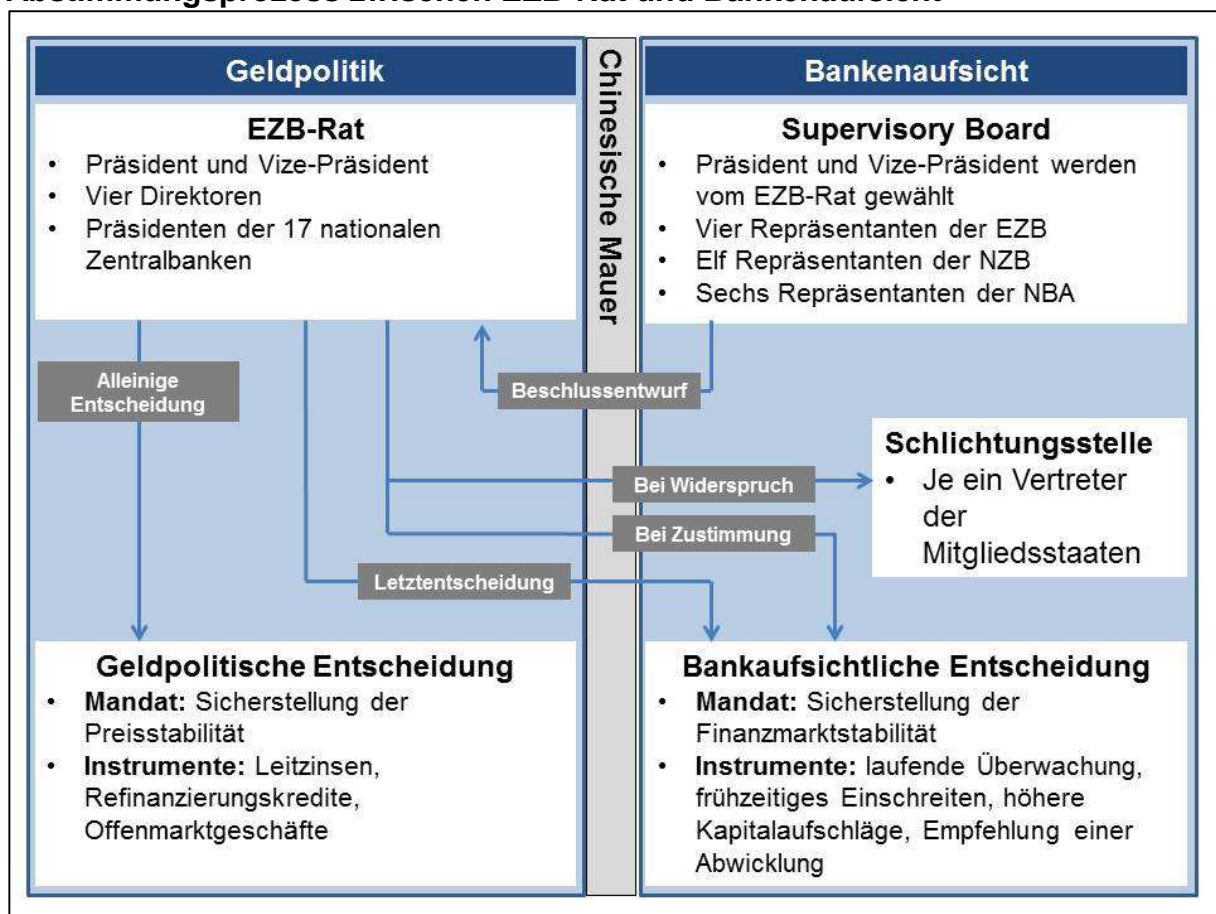 Geldpolitik
EZB-Rat
• Präsident und Vize-Präsident
• Vier Direktoren
• Präsidenten der 17 nationalen
Zentralbanken
Chinesische Mauer
Bankenaufsicht
Supervisory Board
• Präsident und Vize-Präsident werden
vom EZB-Rat gewählt
• Vier Repräsentanten der EZB
• Elf Repräsentanten der NZB
• Sechs Repräsentanten der NBA
Alleinige
Entscheidung
Beschlussentwurf
Bei Widerspruch
Bei Zustimmung
Letztentscheidung
Schlichtungsstelle
• Je ein Vertreter
der
Mitgliedsstaaten
Geldpolitische Entscheidung
• Mandat: Sicherstellung der
Preisstabilität
• Instrumente: Leitzinsen,
Refinanzierungskredite,
Offenmarktgeschäfte
Bankaufsichtliche Entscheidung
• Mandat: Sicherstellung der
Finanzmarktstabilität
• Instrumente: laufende Überwachung,
frühzeitiges Einschreiten, höhere
Kapitalaufschläge, Empfehlung einer
Abwicklung